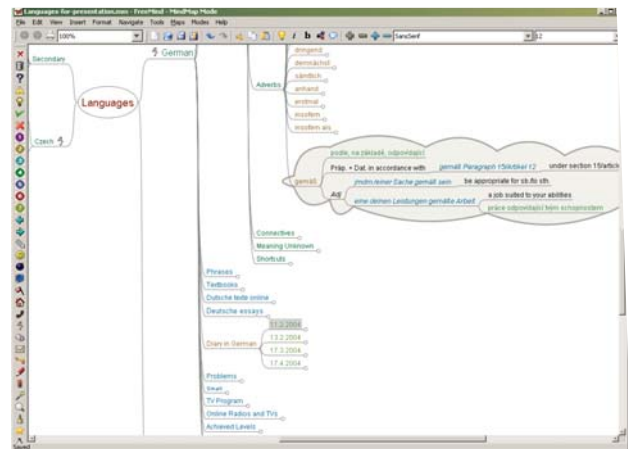 Languages-for-presentation.mm - FreeMind - MindMap Mode
File Edit View Insert Format Navigate Tools Maps Modes Help
100%
SansSerif
12
Secondary
Languages
Czech
German
Adverbs
dringend
demnächst
sämtlich
anhand
erstmal
insofern
insofern als
gemäß
podle, na základě, odpovídající
Präp. + Dat. in accordance with
gemäß Paragraph 15/Artikel 12
under section 15/article
Adj
jmdm./einer Sache gemäß sein
be appropriate for sb./to sth.
eine deinen Leistungen gemäße Arbeit
a job suited to your abilities
práce odpovídající tvým schopnostem
Connectives
Meaning Unknown
Shortcuts
Phrases
Textbooks
Dutsche texte online
Deutsche essays
Diary in German
11.2.2004
13.2.2004
17.3.2004
17.4.2004
Problems
Small
TV Program
Online Radios and TVs
Achieved Levels
Saved